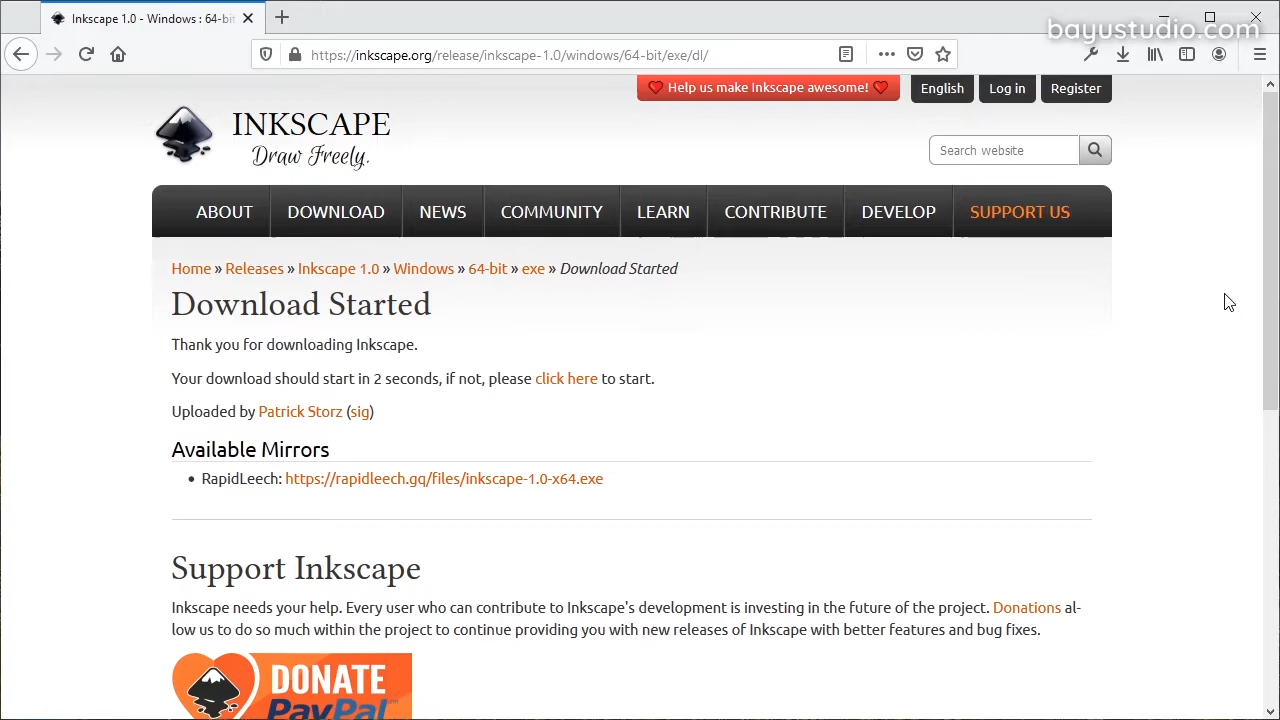 Inkscape 1.0 - Windows : 64-bit
bayustudio.com
https://inkscape.org/release/inkscape-1.0/windows/64-bit/exe/dl/
Help us make Inkscape awesome!
English
Log in
Register
INKSCAPE
Draw Freely.
Search website
ABOUT
DOWNLOAD
NEWS
COMMUNITY
LEARN
CONTRIBUTE
DEVELOP
SUPPORT US
Home » Releases » Inkscape 1.0 » Windows » 64-bit » exe » Download Started
Download Started
Thank you for downloading Inkscape.
Your download should start in 2 seconds, if not, please click here to start.
Uploaded by Patrick Storz (sig)
Available Mirrors
• RapidLeech: https://rapidleech.gq/files/inkscape-1.0-x64.exe
Support Inkscape
Inkscape needs your help. Every user who can contribute to Inkscape's development is investing in the future of the project. Donations al-
low us to do so much within the project to continue providing you with new releases of Inkscape with better features and bug fixes.
DONATE
PayPal